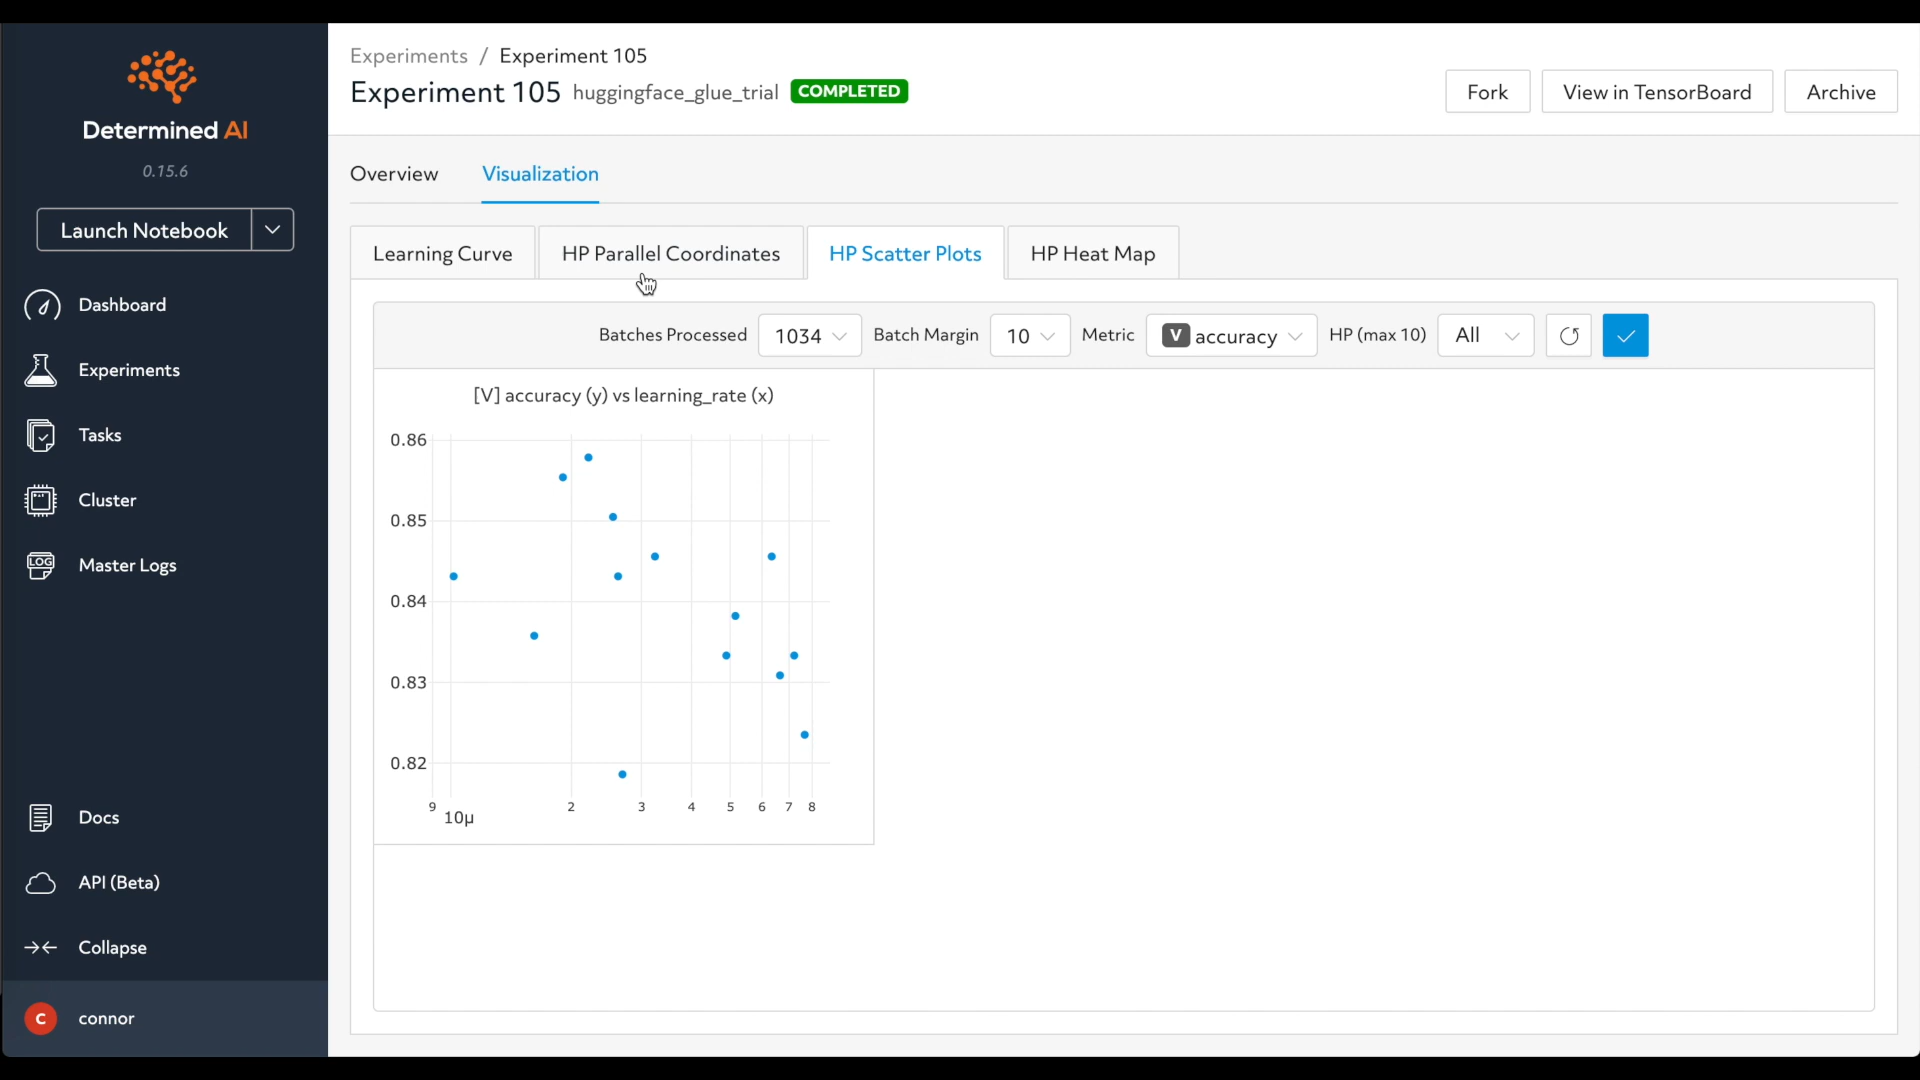 Determined AI
0.15.6
Launch Notebook
Dashboard
Experiments
Tasks
Cluster
LOG
Master Logs
Docs
API (Beta)
Collapse
C
connor
Experiments / Experiment 105
Experiment 105 huggingface_glue_trial COMPLETED
Fork
View in TensorBoard
Archive
Overview
Visualization
Learning Curve
HP Parallel Coordinates
HP Scatter Plots
HP Heat Map
Batches Processed 1034 Batch Margin 10 Metric V accuracy HP (max 10) All
[V] accuracy (y) vs learning_rate (x)
0.86
0.85
0.84
0.83
0.82
9 2 3 4 5 6 7 8
10μ